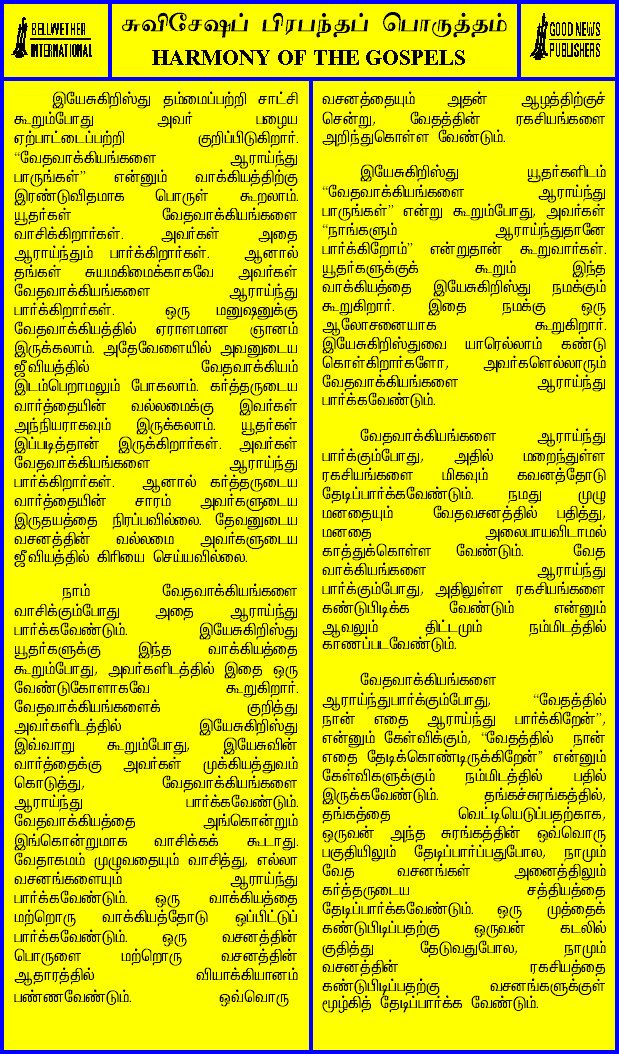 BELLWETHER
INTERNATIONAL
சுவிசேஷப் பிரபந்தப் பொருத்தம்
HARMONY OF THE GOSPELS
GOOD NEWS
PUBLISHERS
இயேசுகிறிஸ்து தம்மைப்பற்றி சாட்சி
கூறும்போது அவர் பழைய
ஏற்பாட்டைப்பற்றி குறிப்பிடுகிறார்.
“வேதவாக்கியங்களை ஆராய்ந்து
பாருங்கள்” என்னும் வாக்கியத்திற்கு
இரண்டுவிதமாக பொருள் கூறலாம்.
யூதர்கள் வேதவாக்கியங்களை
வாசிக்கிறார்கள். அவர்கள் அதை
ஆராய்ந்தும் பார்க்கிறார்கள். ஆனால்
தங்கள் சுயமகிமைக்காகவே அவர்கள்
வேதவாக்கியங்களை ஆராய்ந்து
பார்க்கிறார்கள். ஒரு மனுஷனுக்கு
வேதவாக்கியத்தில் ஏராளமான ஞானம்
இருக்கலாம். அதேவேளையில் அவனுடைய
ஜீவியத்தில் வேதவாக்கியம்
இடம்பெறாமலும் போகலாம். கர்த்தருடைய
வார்த்தையின் வல்லமைக்கு இவர்கள்
அந்நியராகவும் இருக்கலாம். யூதர்கள்
இப்படித்தான் இருக்கிறார்கள். அவர்கள்
வேதவாக்கியங்களை ஆராய்ந்து
பார்க்கிறார்கள். ஆனால் கர்த்தருடைய
வார்த்தையின் சாரம் அவர்களுடைய
இருதயத்தை நிரப்பவில்லை. தேவனுடைய
வசனத்தின் வல்லமை அவர்களுடைய
ஜீவியத்தில் கிரியை செய்யவில்லை.
நாம் வேதவாக்கியங்களை
வாசிக்கும்போது அதை ஆராய்ந்து
பார்க்கவேண்டும். இயேசுகிறிஸ்து
யூதர்களுக்கு இந்த வாக்கியத்தை
கூறும்போது, அவர்களிடத்தில் இதை ஒரு
வேண்டுகோளாகவே கூறுகிறார்.
வேதவாக்கியங்களைக் குறித்து
அவர்களிடத்தில் இயேசுகிறிஸ்து
இவ்வாறு கூறும்போது, இயேசுவின்
வார்த்தைக்கு அவர்கள் முக்கியத்துவம்
கொடுத்து, வேதவாக்கியங்களை
ஆராய்ந்து பார்க்கவேண்டும்.
வேதவாக்கியத்தை அங்கொன்றும்
இங்கொன்றுமாக வாசிக்கக் கூடாது.
வேதாகமம் முழுவதையும் வாசித்து, எல்லா
வசனங்களையும் ஆராய்ந்து
பார்க்கவேண்டும். ஒரு வாக்கியத்தை
மற்றொரு வாக்கியத்தோடு ஒப்பிட்டுப்
பார்க்கவேண்டும். ஒரு வசனத்தின்
பொருளை மற்றொரு வசனத்தின்
ஆதாரத்தில் வியாக்கியானம்
பண்ணவேண்டும். ஒவ்வொரு
வசனத்தையும் அதன் ஆழத்திற்குச்
சென்று, வேதத்தின் ரகசியங்களை
அறிந்துகொள்ள வேண்டும்.
இயேசுகிறிஸ்து யூதர்களிடம்
“வேதவாக்கியங்களை ஆராய்ந்து
பாருங்கள்” என்று கூறும்போது, அவர்கள்
“நாங்களும் ஆராய்ந்துதானே
பார்க்கிறோம்” என்றுதான் கூறுவார்கள்.
யூதர்களுக்குக் கூறும் இந்த
வாக்கியத்தை இயேசுகிறிஸ்து நமக்கும்
கூறுகிறார். இதை நமக்கு ஒரு
ஆலோசனையாக கூறுகிறார்.
இயேசுகிறிஸ்துவை யாரெல்லாம் கண்டு
கொள்கிறார்களோ, அவர்களெல்லாரும்
வேதவாக்கியங்களை ஆராய்ந்து
பார்க்கவேண்டும்.
வேதவாக்கியங்களை ஆராய்ந்து
பார்க்கும்போது, அதில் மறைந்துள்ள
ரகசியங்களை மிகவும் கவனத்தோடு
தேடிப்பார்க்கவேண்டும். நமது முழு
மனதையும் வேதவசனத்தில் பதித்து,
மனதை அலைபாயவிடாமல்
காத்துக்கொள்ள வேண்டும். வேத
வாக்கியங்களை ஆராய்ந்து
பார்க்கும்போது, அதிலுள்ள ரகசியங்களை
கண்டுபிடிக்க வேண்டும் என்னும்
ஆவலும் திட்டமும் நம்மிடத்தில்
காணப்படவேண்டும்.
வேதவாக்கியங்களை
ஆராய்ந்துபார்க்கும்போது, “வேதத்தில்
நான் எதை ஆராய்ந்து பார்க்கிறேன்”,
என்னும் கேள்விக்கும், “வேதத்தில் நான்
எதை தேடிக்கொண்டிருக்கிறேன்” என்னும்
கேள்விகளுக்கும் நம்மிடத்தில் பதில்
இருக்கவேண்டும். தங்கச்சுரங்கத்தில்,
தங்கத்தை வெட்டியெடுப்பதற்காக,
ஒருவன் அந்த சுரங்கத்தின் ஒவ்வொரு
பகுதியிலும் தேடிப்பார்ப்பதுபோல, நாமும்
வேத வசனங்கள் அனைத்திலும்
கர்த்தருடைய சத்தியத்தை
தேடிப்பார்க்கவேண்டும். ஒரு முத்தைக்
கண்டுபிடிப்பதற்கு ஒருவன் கடலில்
குதித்து தேடுவதுபோல, நாமும்
வசனத்தின் ரகசியத்தை
கண்டுபிடிப்பதற்கு வசனங்களுக்குள்
மூழ்கித் தேடிப்பார்க்க வேண்டும்.